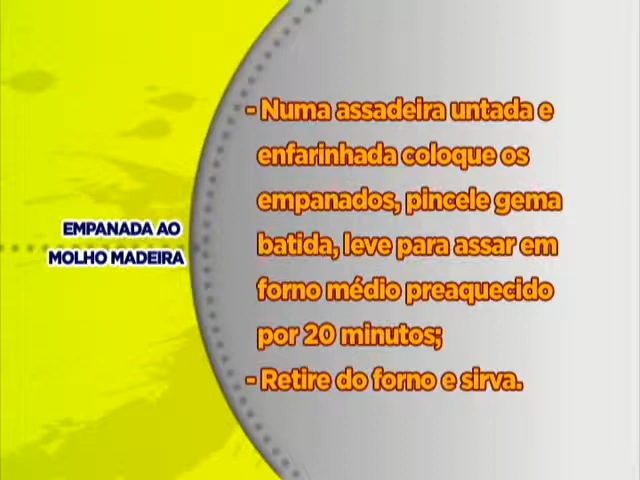 EMPANADA AO
MOLHO MADEIRA
- Numa assadeira untada e
enfarinhada coloque os
empanados, pincele gema
batida, leve para assar em
forno médio preaquecido
por 20 minutos;
- Retire do forno e sirva.